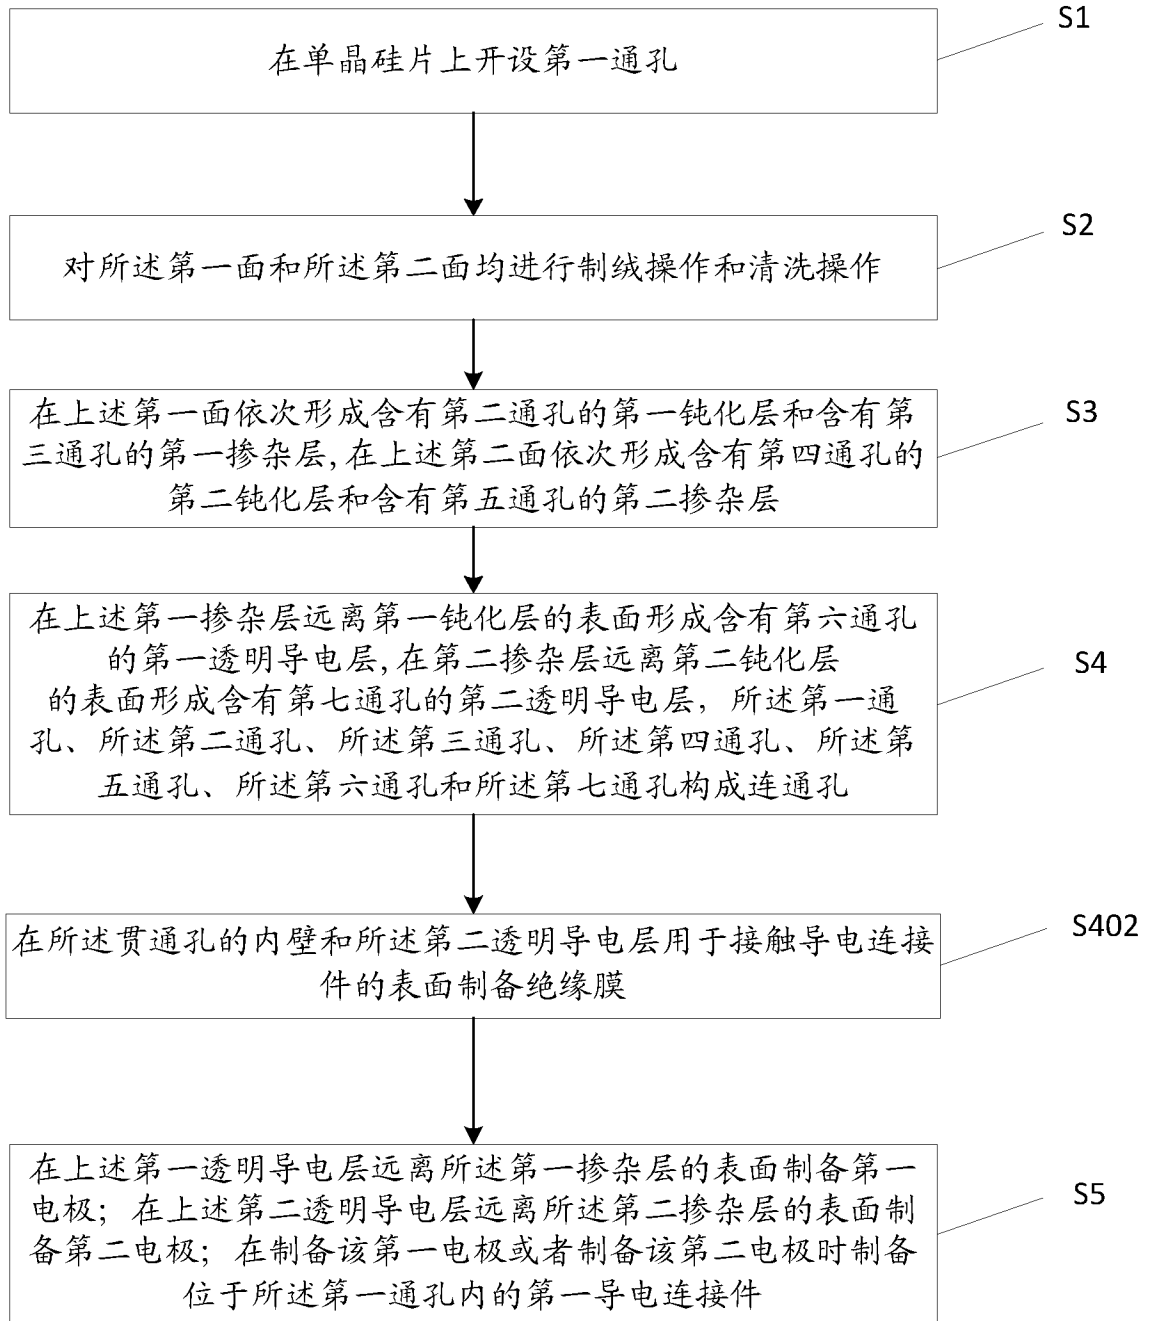 在单晶硅片上开设第一通孔
S1
对所述第一面和所述第二面均进行制绒操作和清洗操作
S2
在上述第一面依次形成含有第二通孔的第一钝化层和含有第
三通孔的第一掺杂层,在上述第二面依次形成含有第四通孔的
第二钝化层和含有第五通孔的第二掺杂层
S3
在上述第一掺杂层远离第一钝化层的表面形成含有第六通孔
的第一透明导电层,在第二掺杂层远离第二钝化层
的表面形成含有第七通孔的第二透明导电层，所述第一通
孔、所述第二通孔、所述第三通孔、所述第四通孔、所述第
五通孔、所述第六通孔和所述第七通孔构成连通孔
S4
在所述贯通孔的内壁和所述第二透明导电层用于接触导电连接
件的表面制备绝缘膜
S402
在上述第一透明导电层远离所述第一掺杂层的表面制备第一
电极；在上述第二透明导电层远离所述第二掺杂层的表面制
备第二电极；在制备该第一电极或者制备该第二电极时制备
位于所述第一通孔内的第一导电连接件
S5